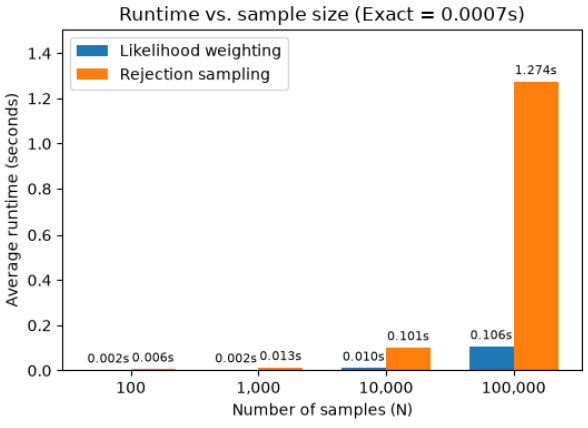 Runtime vs. sample size (Exact = 0.0007s)
Likelihood weighting
Rejection sampling
Average runtime (seconds)
1.4
1.2
1.0
0.8
0.6
0.4
0.2
0.0
0.002s 0.006s
0.002s 0.013s
0.010s 0.101s
0.106s 1.274s
100 1,000 10,000 100,000
Number of samples (N)